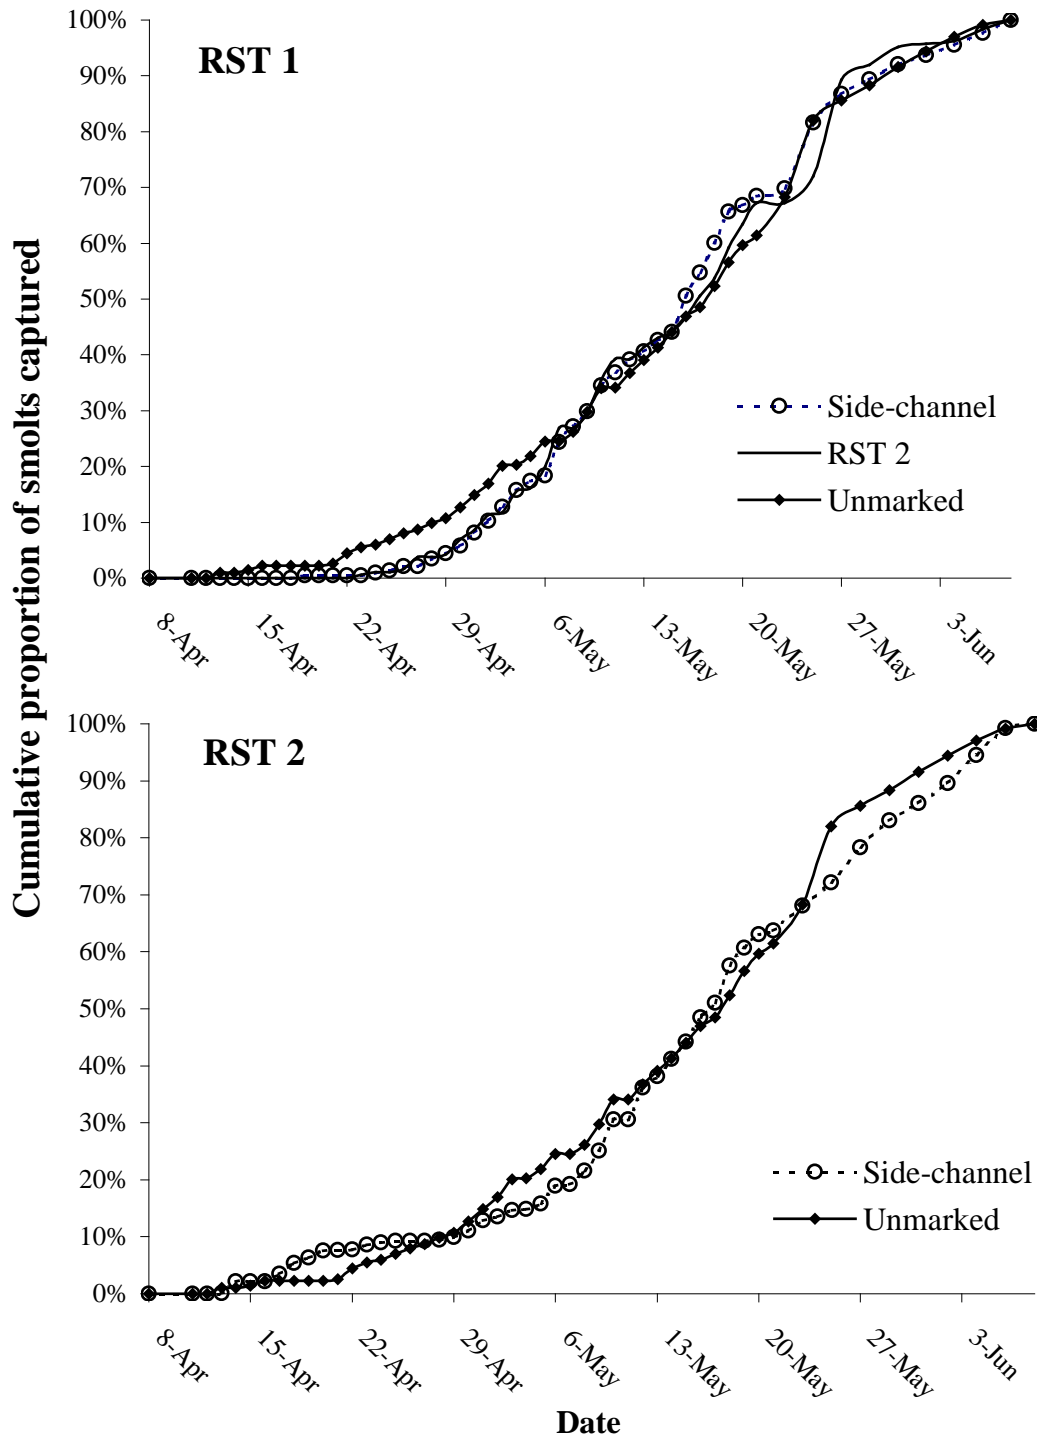 Cumulative proportion of smolts captured
RST 1
100%
90%
80%
70%
60%
50%
40%
30%
20%
10%
0%
Side-channel
RST 2
Unmarked
8-Apr
15-Apr
22-Apr
29-Apr
6-May
13-May
20-May
27-May
3-Jun
RST 2
100%
90%
80%
70%
60%
50%
40%
30%
20%
10%
0%
Side-channel
Unmarked
8-Apr
15-Apr
22-Apr
29-Apr
6-May
13-May
20-May
27-May
3-Jun
Date